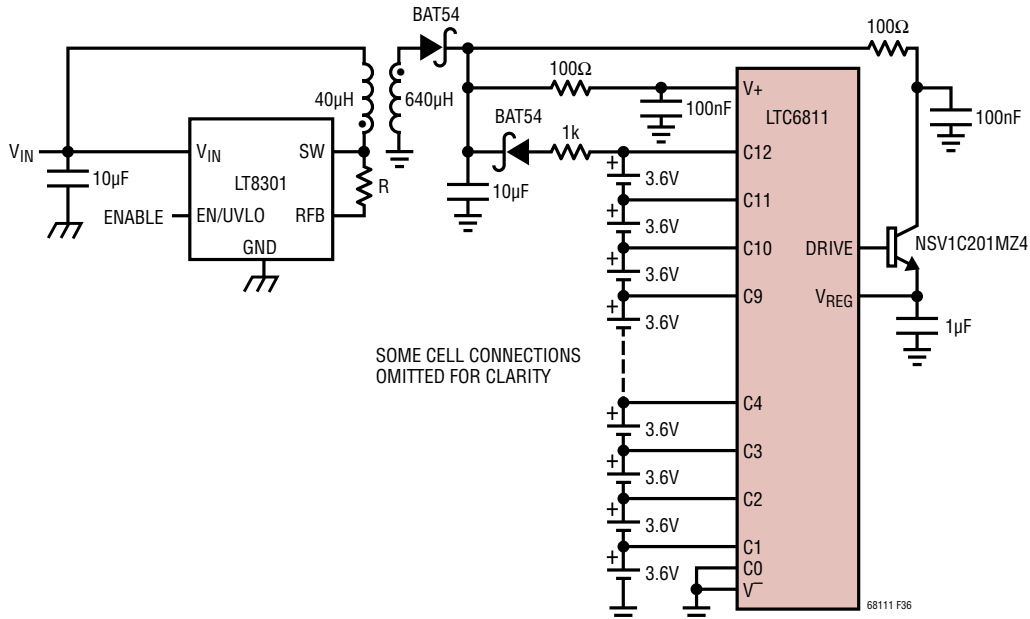 BAT54
100Ω
100Ω
V+
40µH
640µH
100nF
LTC6811
100nF
BAT54
1k
VIN
VIN
SW
C12
10µF
LT8301
R
10µF
+
3.6V
C11
ENABLE
EN/UVLO
RFB
+
3.6V
GND
C10
DRIVE
NSV1C201MZ4
+
3.6V
C9
VREG
+
3.6V
1µF
SOME CELL CONNECTIONS
OMITTED FOR CLARITY
C4
+
3.6V
C3
+
3.6V
C2
+
3.6V
C1
+
3.6V
C0
V–
68111 F36